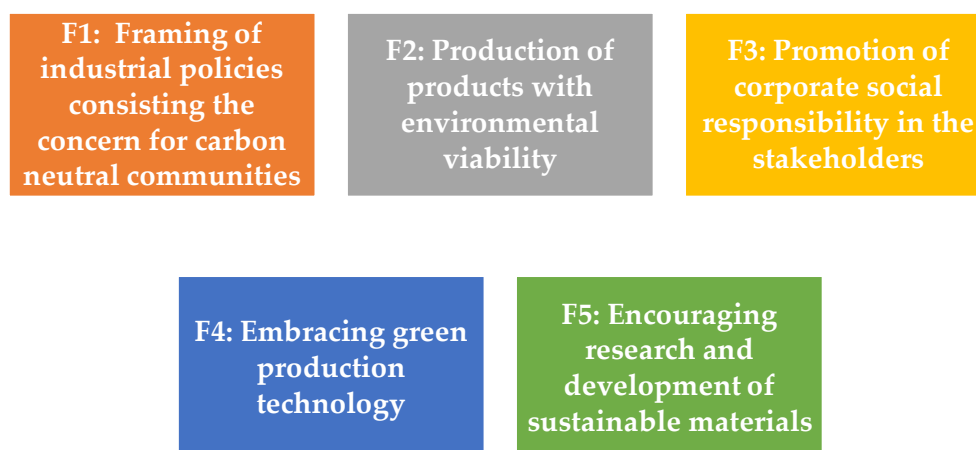 F1:  Framing of
industrial policies
consisting the
concern for carbon
neutral communities
F2: Production of
products with
environmental
viability
F3: Promotion of
corporate social
responsibility in the
stakeholders
F4: Embracing green
production
technology
F5: Encouraging
research and
development of
sustainable materials